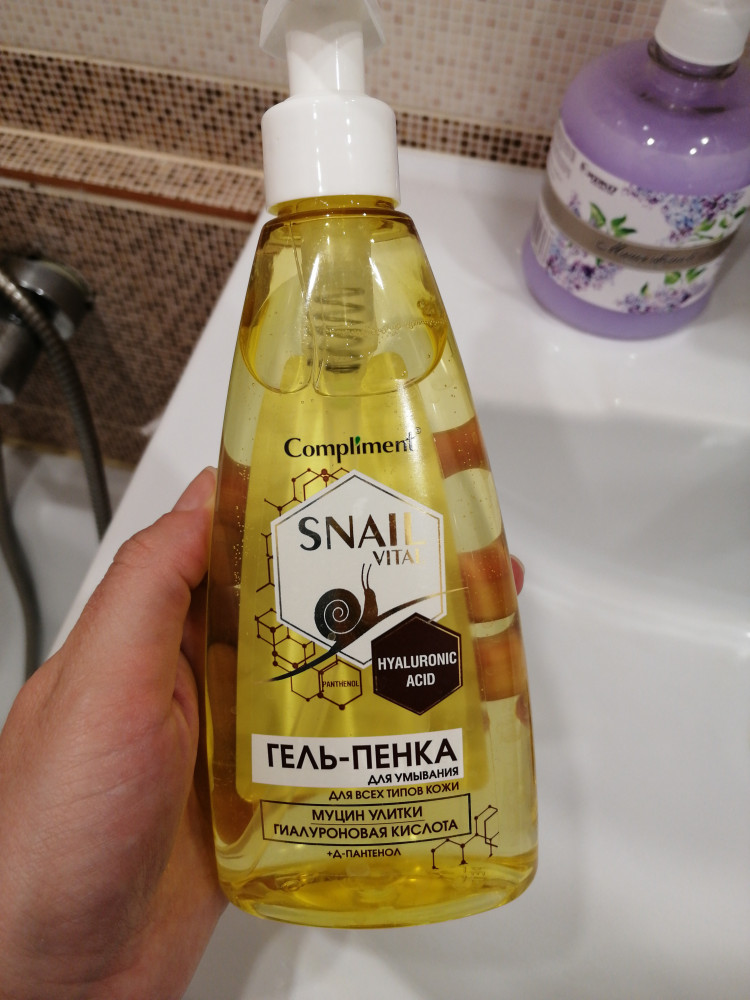 Compliment®
SNAIL
VITAL
HYALURONIC
ACID
PANTHENOL
ГЕЛЬ-ПЕНКА
ДЛЯ УМЫВАНИЯ
ДЛЯ ВСЕХ ТИПОВ КОЖИ
МУЦИН УЛИТКИ
ГИАЛУРОНОВАЯ КИСЛОТА
+Д-ПАНТЕНОЛ